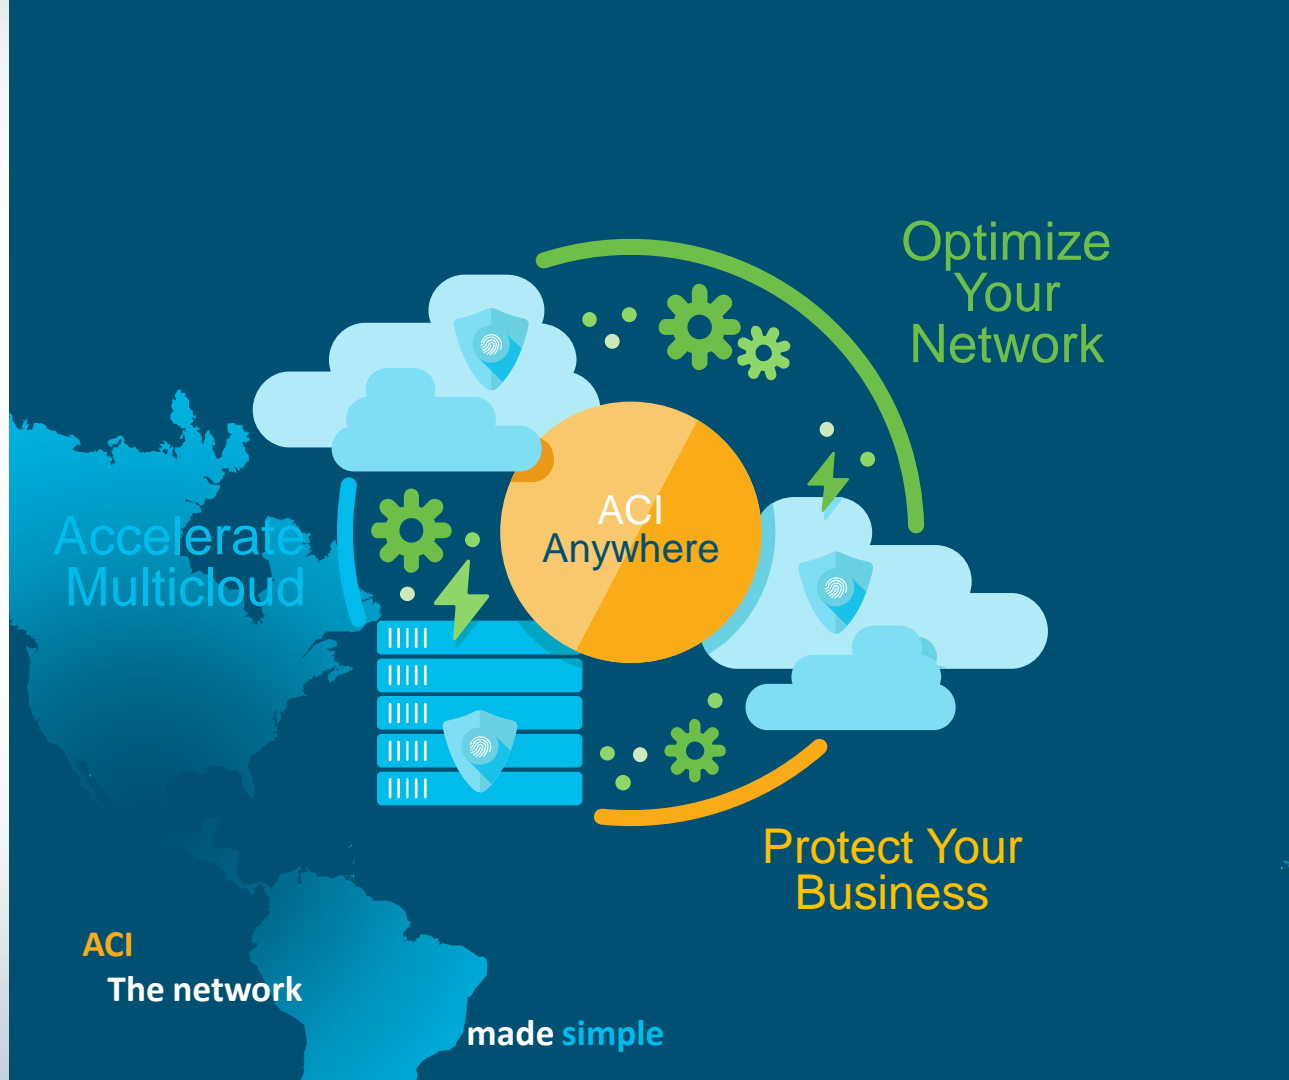 Optimize
Your
Network
ACI
Anywhere
Accelerate
Multicloud
Protect Your
Business
ACI
The network
made simple